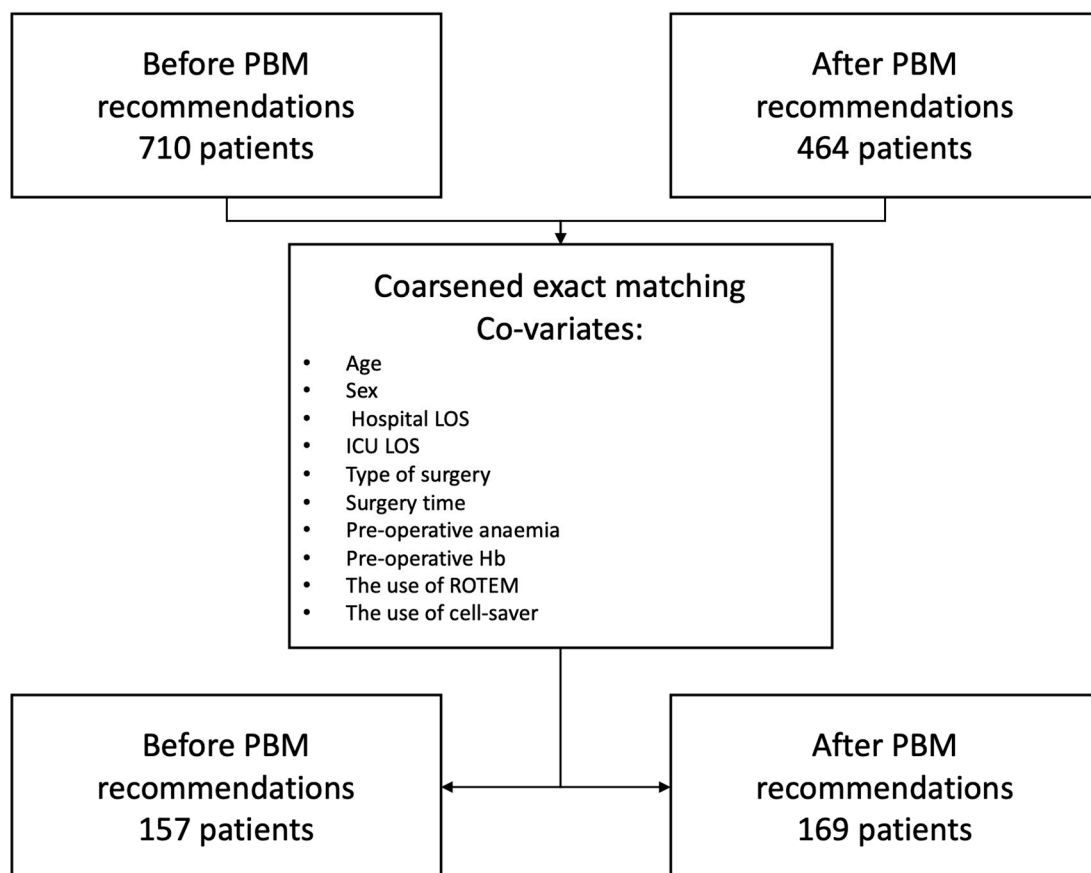 Before PBM
recommendations
710 patients
After PBM
recommendations
464 patients
Coarsened exact matching
Co-variates:
• Age
• Sex
• Hospital LOS
• ICU LOS
• Type of surgery
• Surgery time
• Pre-operative anaemia
• Pre-operative Hb
• The use of ROTEM
• The use of cell-saver
Before PBM
recommendations
157 patients
After PBM
recommendations
169 patients